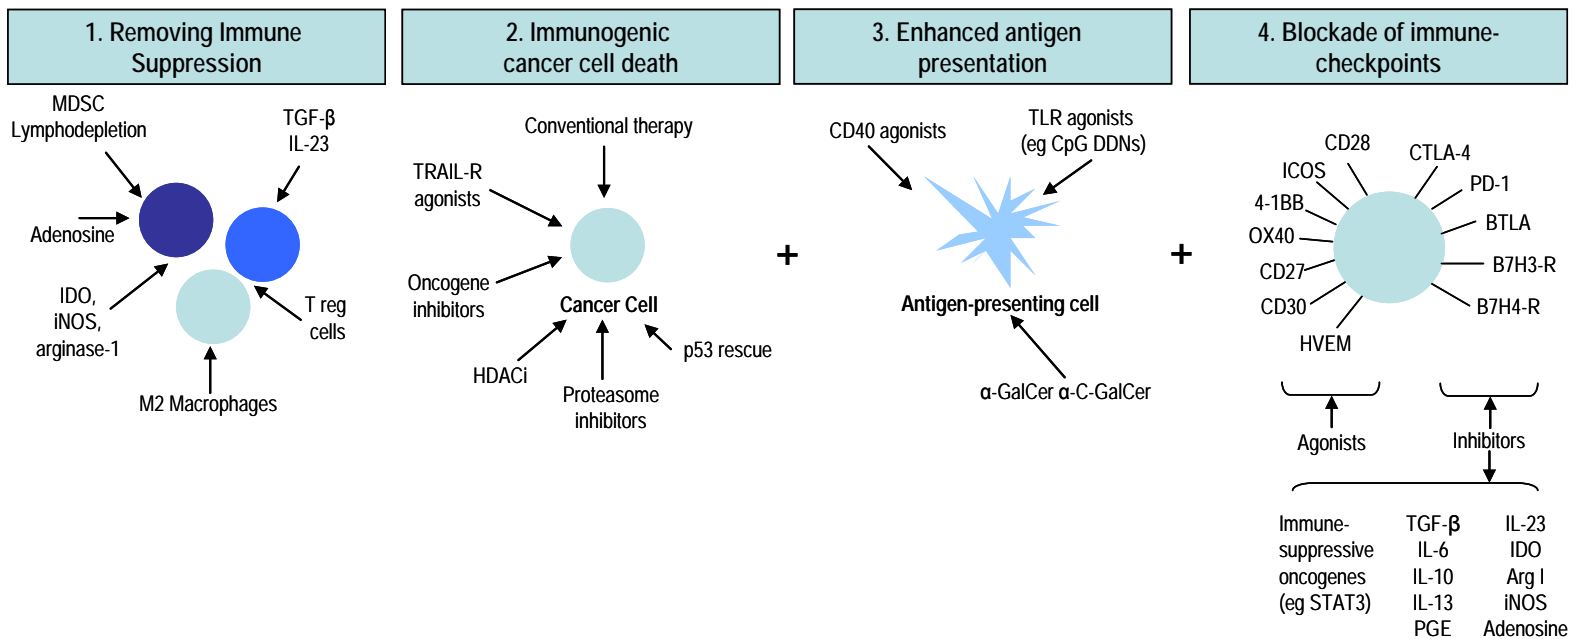 1. Removing Immune
Suppression
2. Immunogenic
cancer cell death
3. Enhanced antigen
presentation
4. Blockade of immune-
checkpoints
MDSC
Lymphodepletion
TGF-β
IL-23
Adenosine
IDO,
iNOS,
arginase-1
T reg
cells
M2 Macrophages
Conventional therapy
TRAIL-R
agonists
Oncogene
inhibitors
Cancer Cell
HDACi
Proteasome
inhibitors
p53 rescue
+
CD40 agonists
TLR agonists
(eg CpG DDNs)
Antigen-presenting cell
α-GalCer α-C-GalCer
+
CD28
ICOS
4-1BB
OX40
CD27
CD30
HVEM
CTLA-4
PD-1
BTLA
B7H3-R
B7H4-R
Agonists
Inhibitors
Immune-
suppressive
oncogenes
(eg STAT3)
TGF-β
IL-6
IL-10
IL-13
PGE
IL-23
IDO
Arg I
iNOS
Adenosine